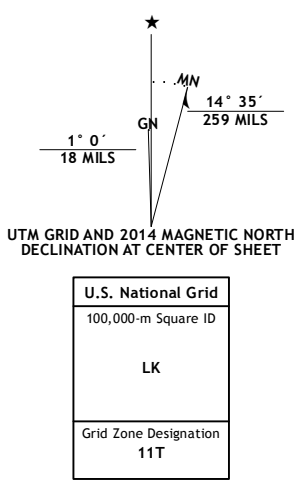 ★
MN
14° 35´
259 MILS
GN
1° 0´
18 MILS
UTM GRID AND 2014 MAGNETIC NORTH
DECLINATION AT CENTER OF SHEET
U.S. National Grid
100,000-m Square ID
LK
Grid Zone Designation
11T